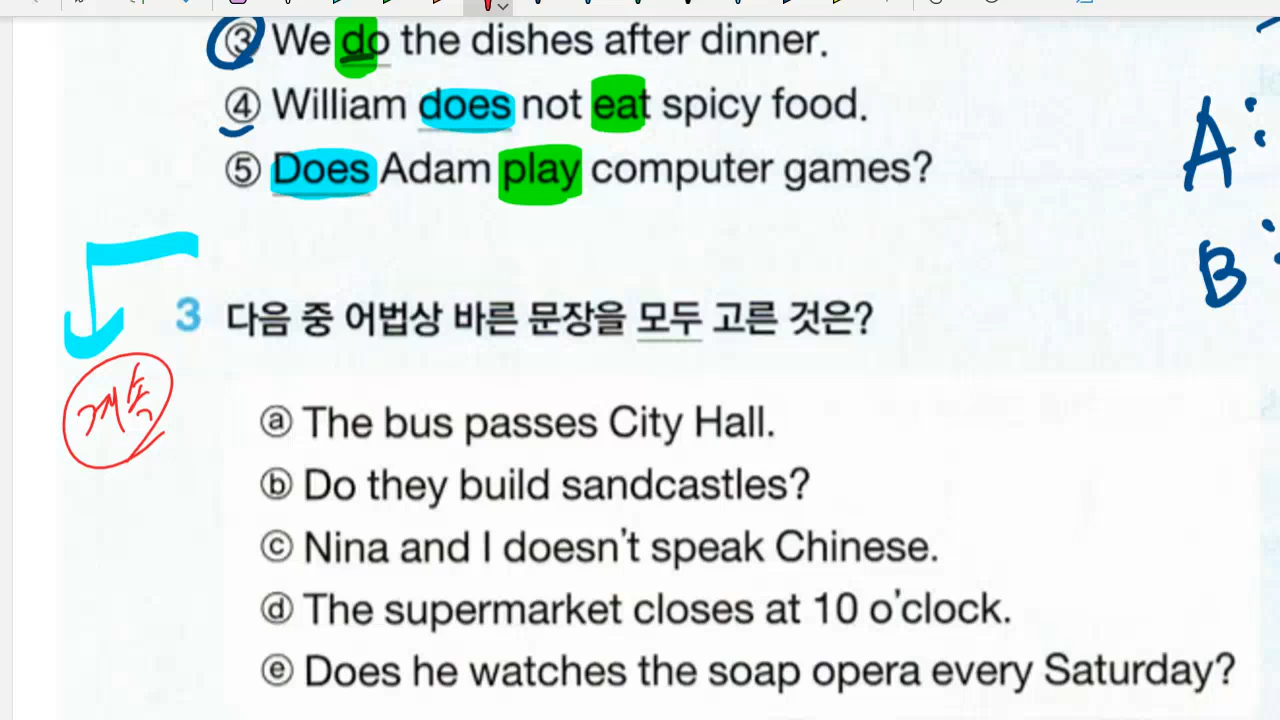 ③ We do the dishes after dinner.
④ William does not eat spicy food.
⑤ Does Adam play computer games?
A:
B:
3 다음 중 어법상 바른 문장을 모두 고른 것은?
계속
ⓐ The bus passes City Hall.
ⓑ Do they build sandcastles?
ⓒ Nina and I doesn't speak Chinese.
ⓓ The supermarket closes at 10 o'clock.
ⓔ Does he watches the soap opera every Saturday?